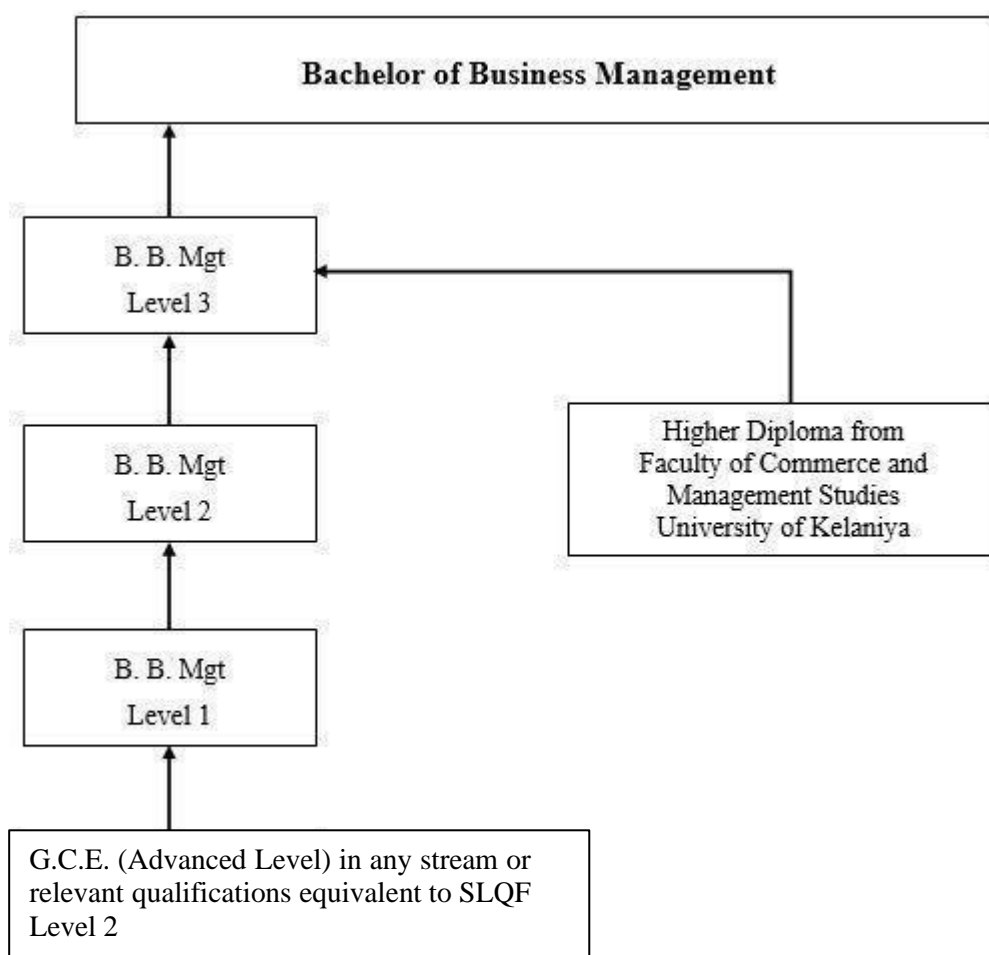 Bachelor of Business Management
B. B. Mgt
Level 3
Higher Diploma from
Faculty of Commerce and
Management Studies
University of Kelaniya
B. B. Mgt
Level 2
B. B. Mgt
Level 1
G.C.E. (Advanced Level) in any stream or
relevant qualifications equivalent to SLQF
Level 2